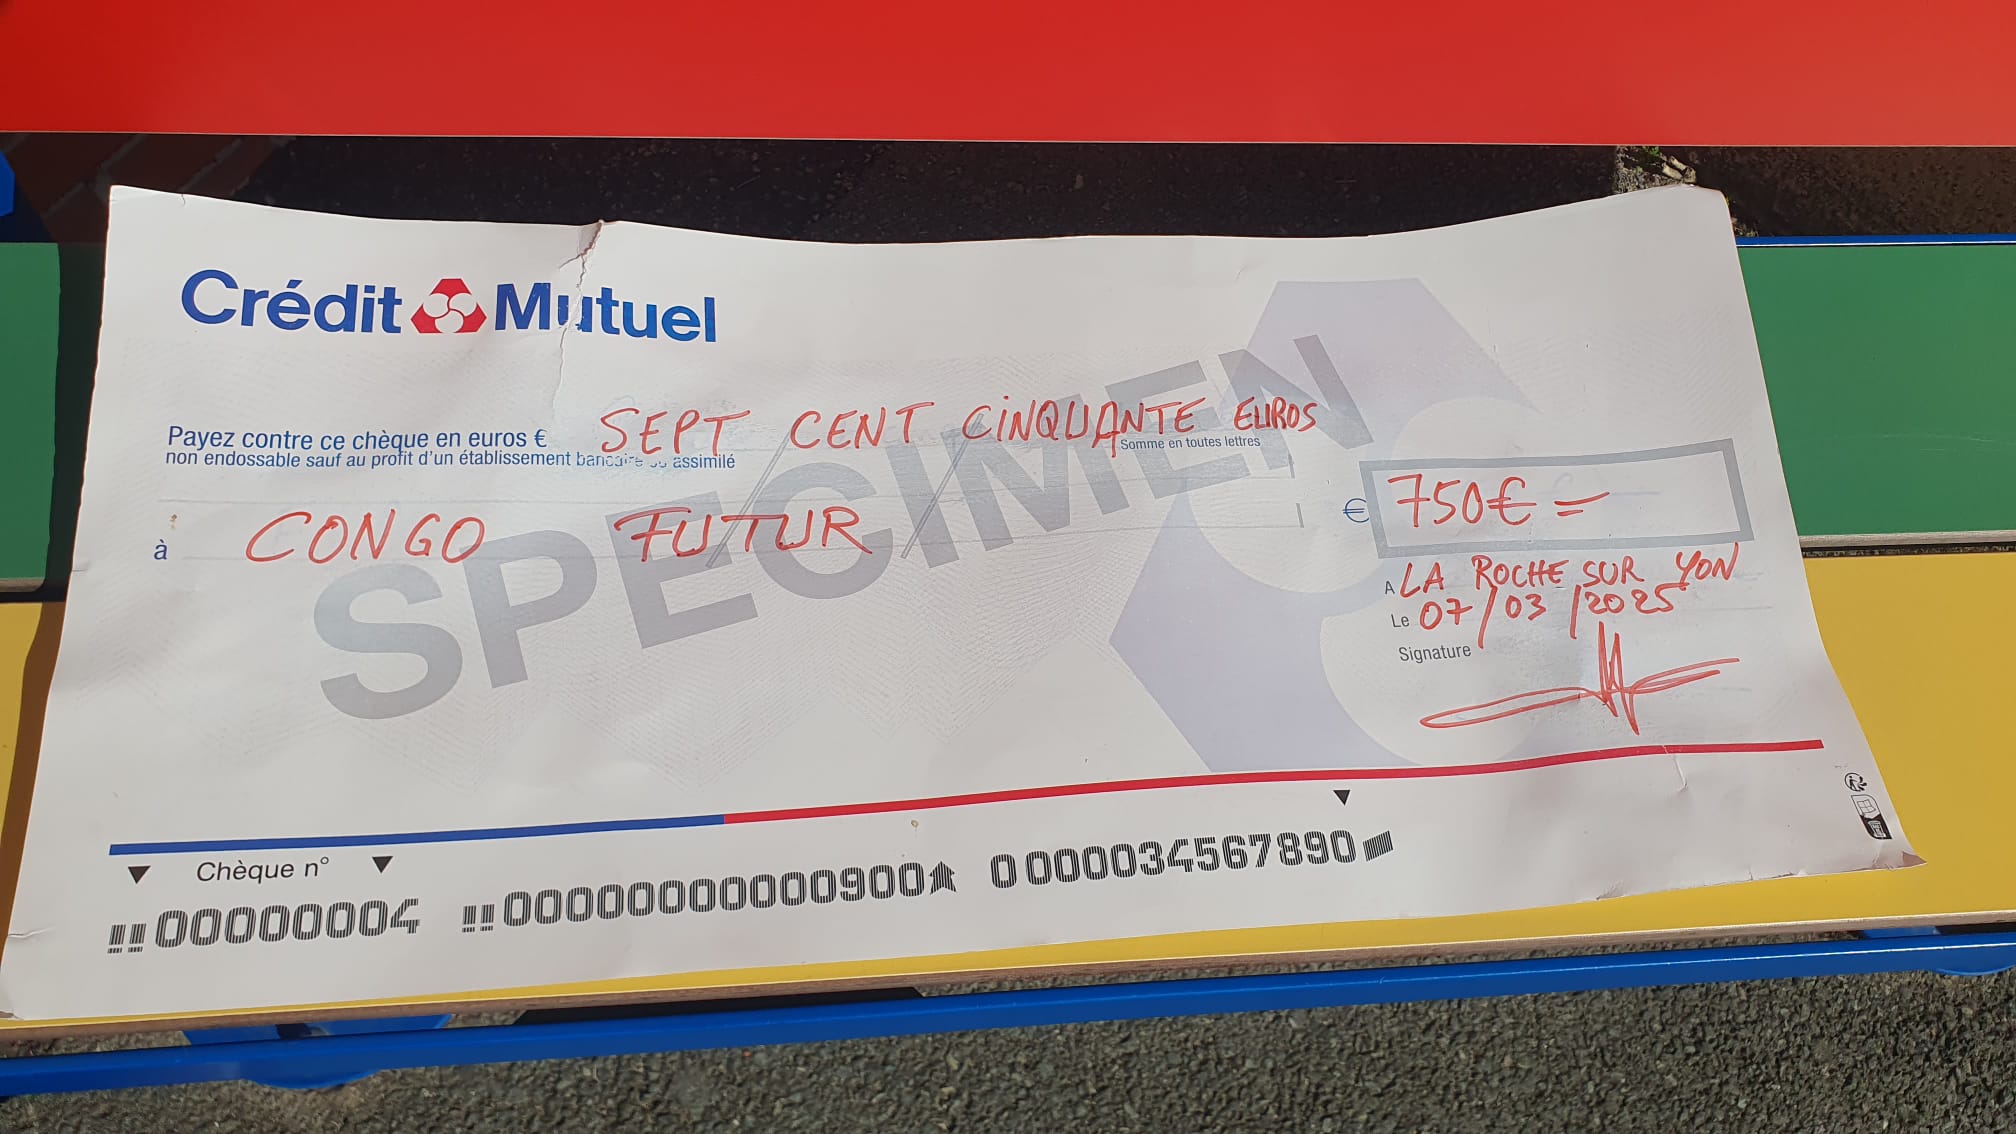 Crédit Mutuel
SPECIMEN
Payez contre ce chèque en euros € SEPT CENT CINQUANTE EUROS
non endossable sauf au profit d'un établissement bancaire ou assimilé
Somme en toutes lettres
à CONGO FUTUR
€ 750€ =
A LA ROCHE SUR YON
Le 07/03/2025
Signature
Chèque n°
00000004 000000000000900 0 0000034567890